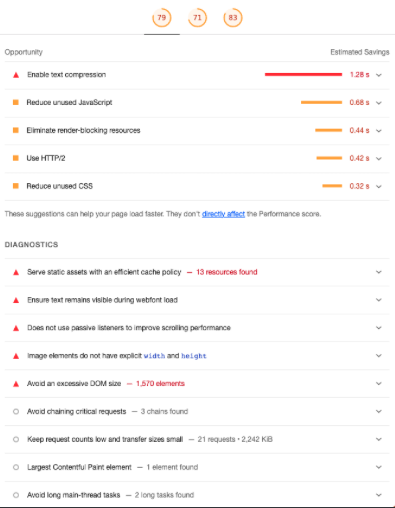 79 71 83
Opportunity Estimated Savings
Enable text compression 1.28 s
Reduce unused JavaScript 0.68 s
Eliminate render-blocking resources 0.44 s
Use HTTP/2 0.42 s
Reduce unused CSS 0.32 s
These suggestions can help your page load faster. They don't directly affect the Performance score.
DIAGNOSTICS
Serve static assets with an efficient cache policy — 13 resources found
Ensure text remains visible during webfont load
Does not use passive listeners to improve scrolling performance
Image elements do not have explicit width and height
Avoid an excessive DOM size — 1,570 elements
Avoid chaining critical requests — 3 chains found
Keep request counts low and transfer sizes small — 21 requests • 2,242 KiB
Largest Contentful Paint element — 1 element found
Avoid long main-thread tasks — 2 long tasks found